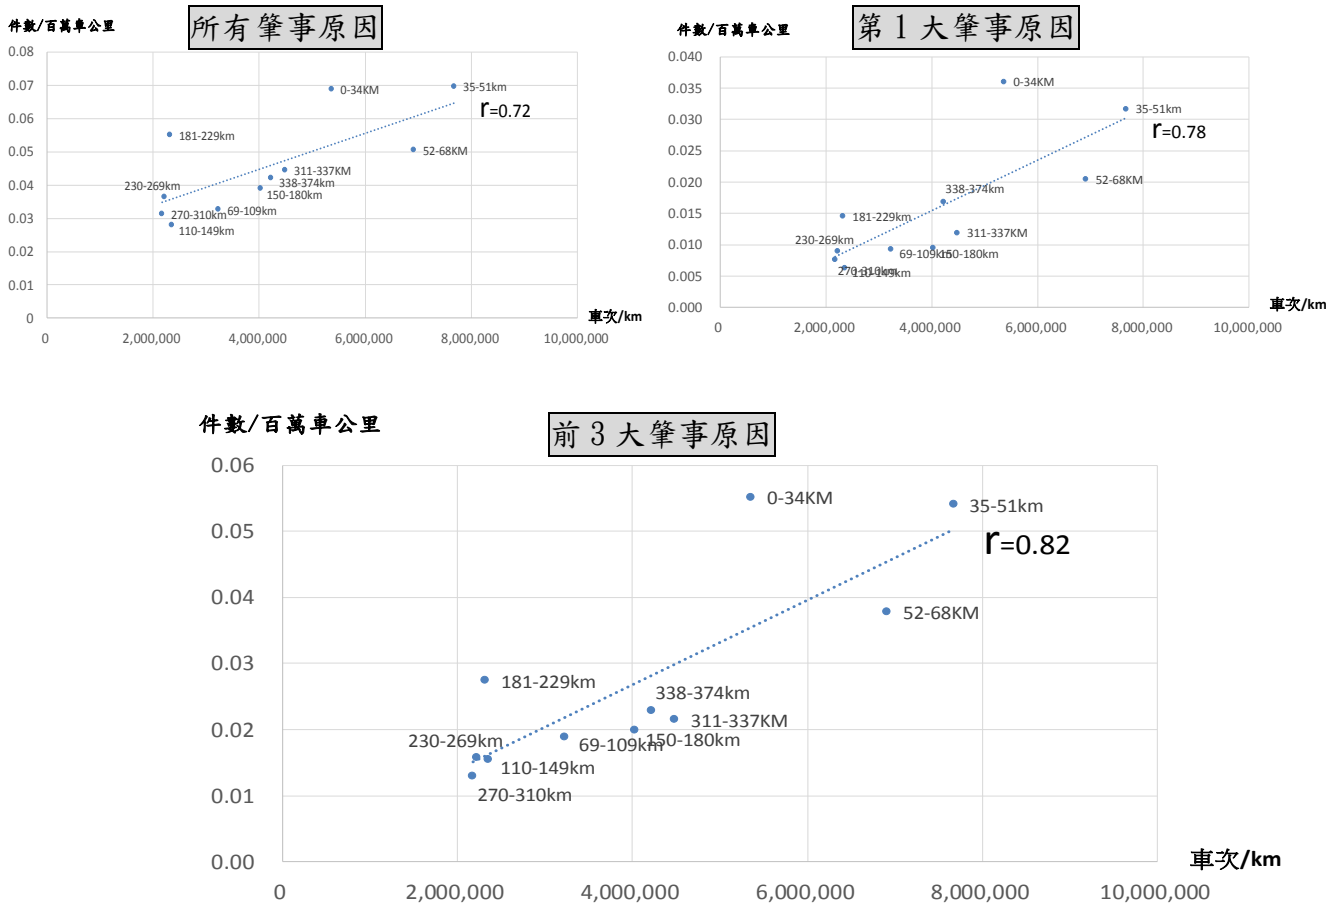 件數/百萬車公里
所有肇事原因
0.08
0.07
0.06
0.05
0.04
0.03
0.02
0.01
0
0-34KM
35-51km
r=0.72
181-229km
52-68KM
311-337KM
338-374km
230-269km
150-180km
270-310km
69-109km
110-149km
車次/km
0
2,000,000
4,000,000
6,000,000
8,000,000
10,000,000
件數/百萬車公里
第1大肇事原因
0.040
0.035
0.030
0.025
0.020
0.015
0.010
0.005
0.000
0-34KM
35-51km
r=0.78
52-68KM
338-374km
181-229km
311-337KM
230-269km
69-109km
150-180km
270-310km
110-149km
車次/km
0
2,000,000
4,000,000
6,000,000
8,000,000
10,000,000
件數/百萬車公里
前3大肇事原因
0.06
0.05
0.04
0.03
0.02
0.01
0.00
0-34KM
35-51km
r=0.82
52-68KM
181-229km
338-374km
311-337KM
230-269km
69-109km
150-180km
110-149km
270-310km
車次/km
0
2,000,000
4,000,000
6,000,000
8,000,000
10,000,000